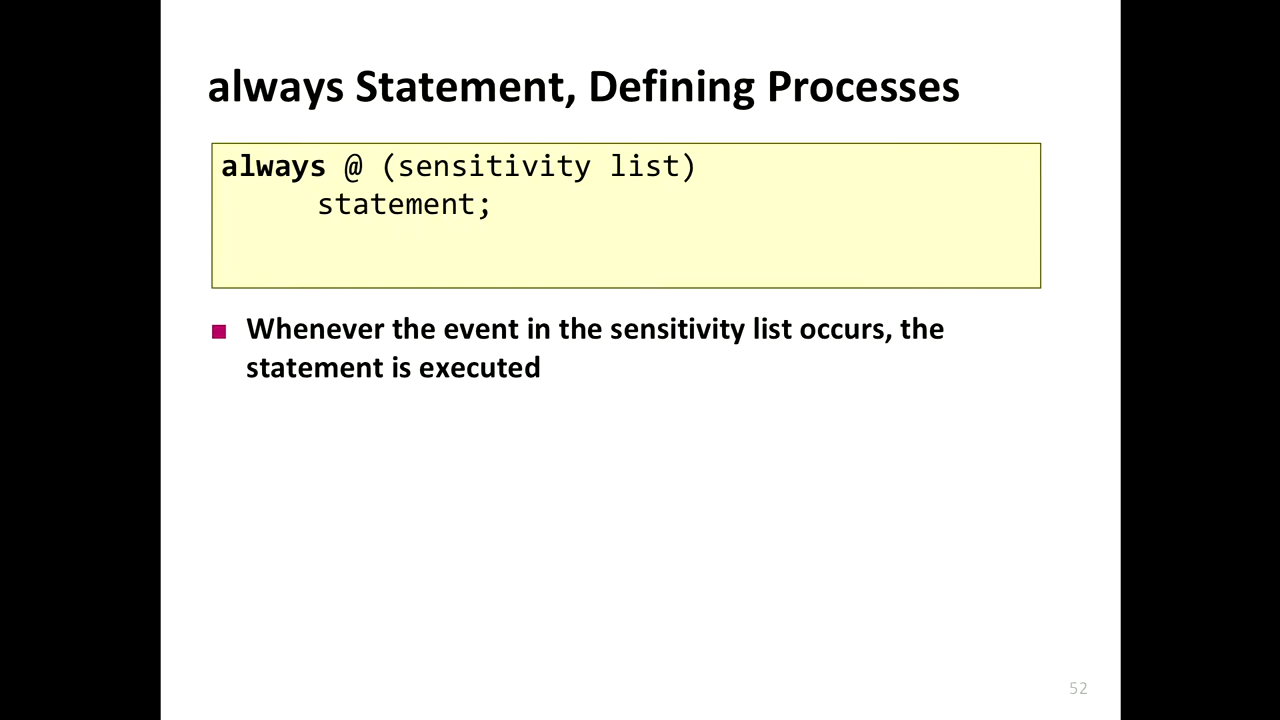 always Statement, Defining Processes
always @ (sensitivity list)
statement;
Whenever the event in the sensitivity list occurs, the
statement is executed
52